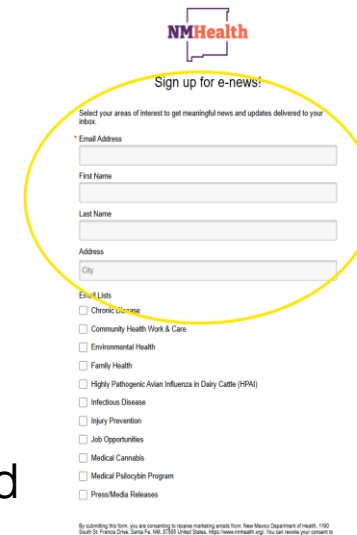 NMHealth
Sign up for e-news!
Select your areas of interest to get meaningful news and updates delivered to your
inbox.
* Email Address
First Name
Last Name
Address
City
Email Lists
Chronic Disease
Community Health Work & Care
Environmental Health
Family Health
Highly Pathogenic Avian Influenza in Dairy Cattle (HPAI)
Infectious Disease
Injury Prevention
Job Opportunities
Medical Cannabis
d
Medical Psilocybin Program
Press/Media Releases
By submitting this form, you are consenting to receive marketing emails from: New Mexico Department of Health, 1190
South St. Francis Drive, Santa Fe, NM, 87505 United States, https://www.nmhealth.org/. You can revoke your consent to